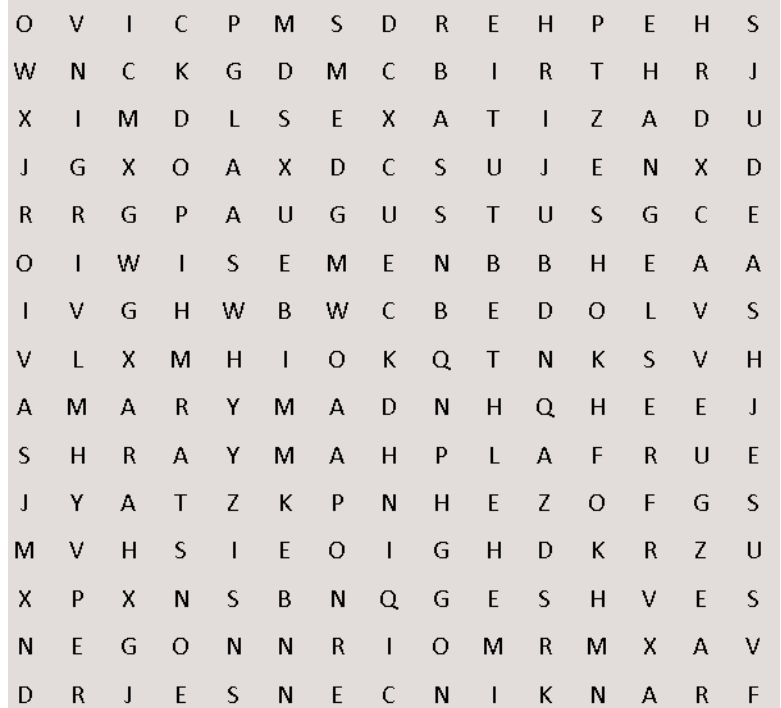 O V I C P M S D R E H P E H S
W N C K G D M C B I R T H R J
X I M D L S E X A T I Z A D U
J G X O A X D C S U J E N X D
R R G P A U G U S T U S G C E
O I W I S E M E N B B H E A A
I V G H W B W C B E D O L V S
V L X M H I O K Q T N K S V H
A M A R Y M A D N H Q H E E J
S H R A Y M A H P L A F R U E
J Y A T Z K P N H E Z O F G S
M V H S I E O I G H D K R Z U
X P X N S B N Q G E S H V E S
N E G O N N R I O M R M X A V
D R J E S N E C N I K N A R F